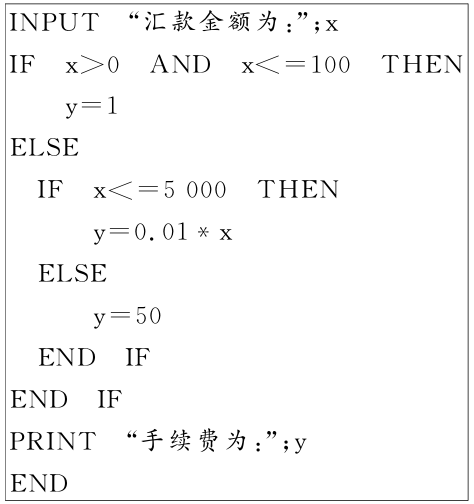 INPUT “汇款金额为:”;x
IF x>0 AND x<=100 THEN
y=1
ELSE
IF x<=5 000 THEN
y=0.01*x
ELSE
y=50
END IF
END IF
PRINT “手续费为:”;y
END